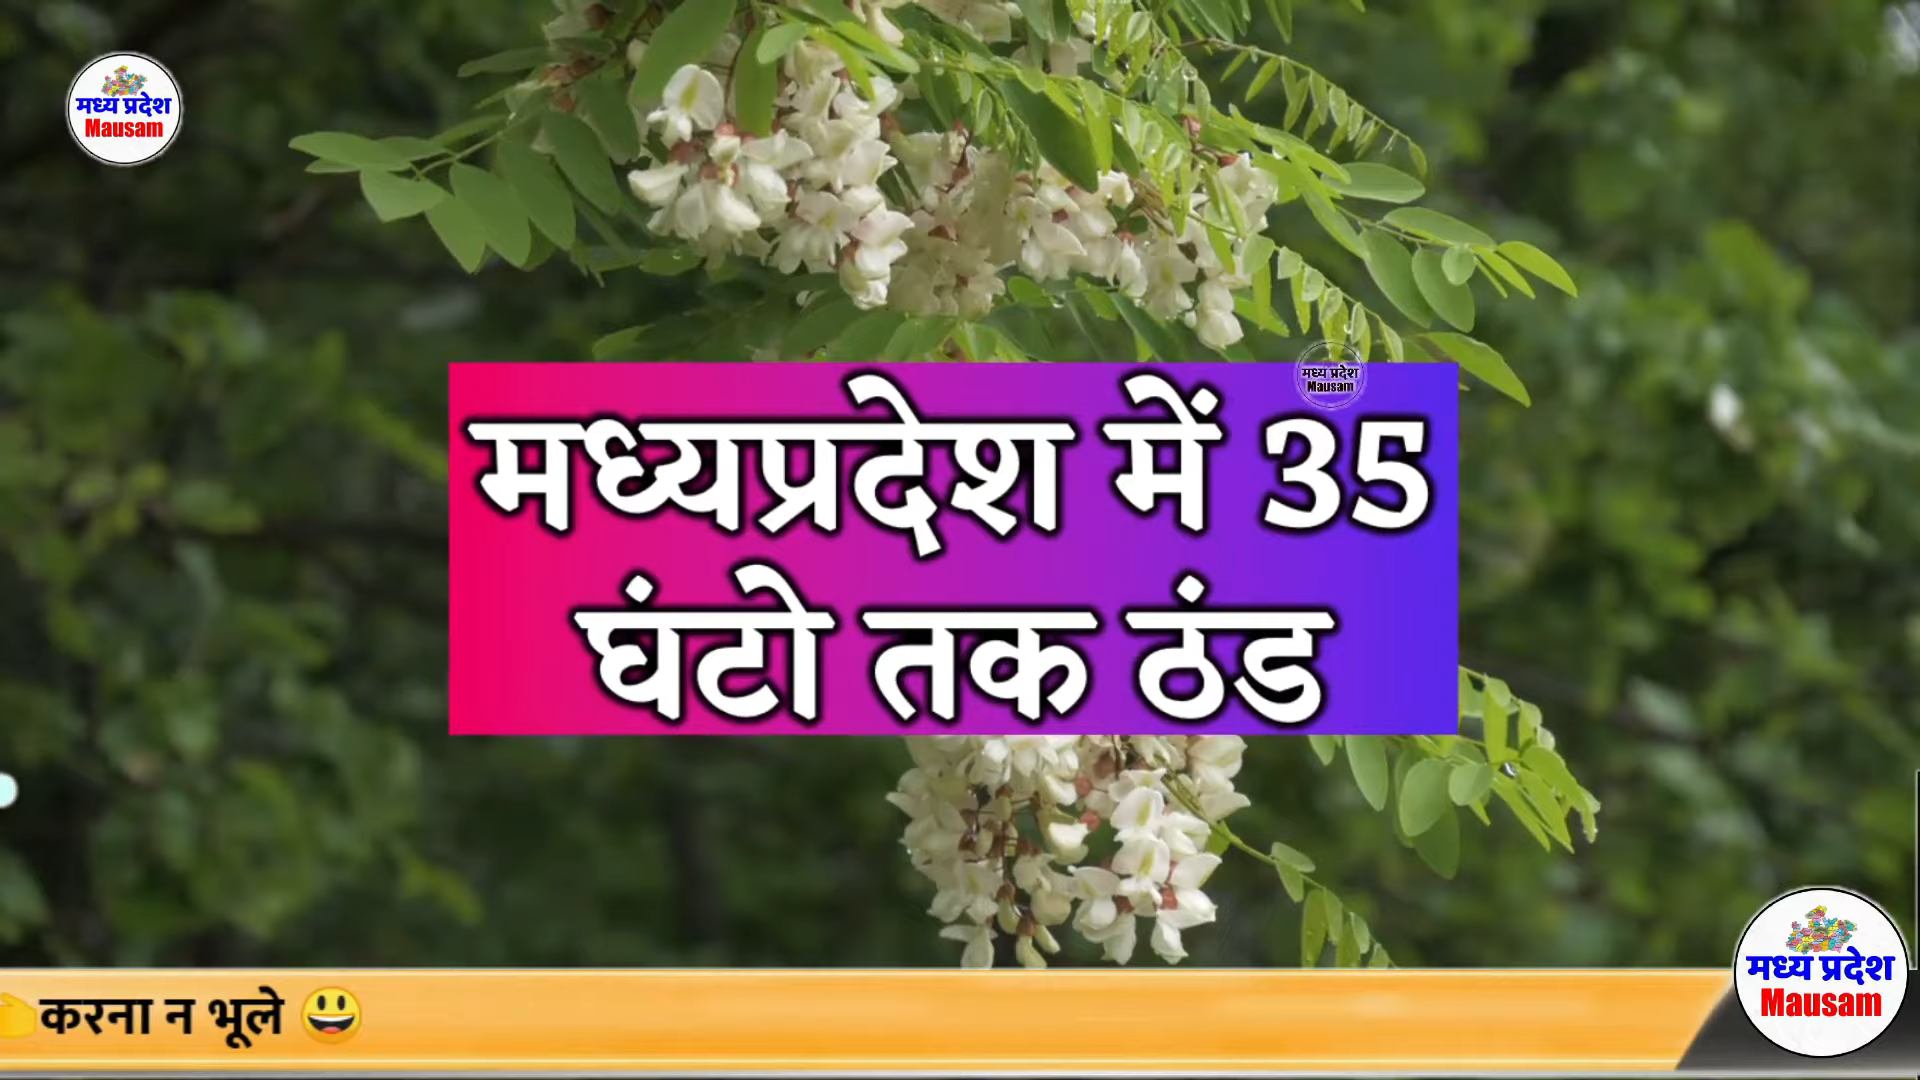 मध्य प्रदेश
Mausam
मध्य प्रदेश
Mausam
मध्यप्रदेश में 35
घंटो तक ठंड
मध्य प्रदेश
Mausam
👉करना न भूले 😃